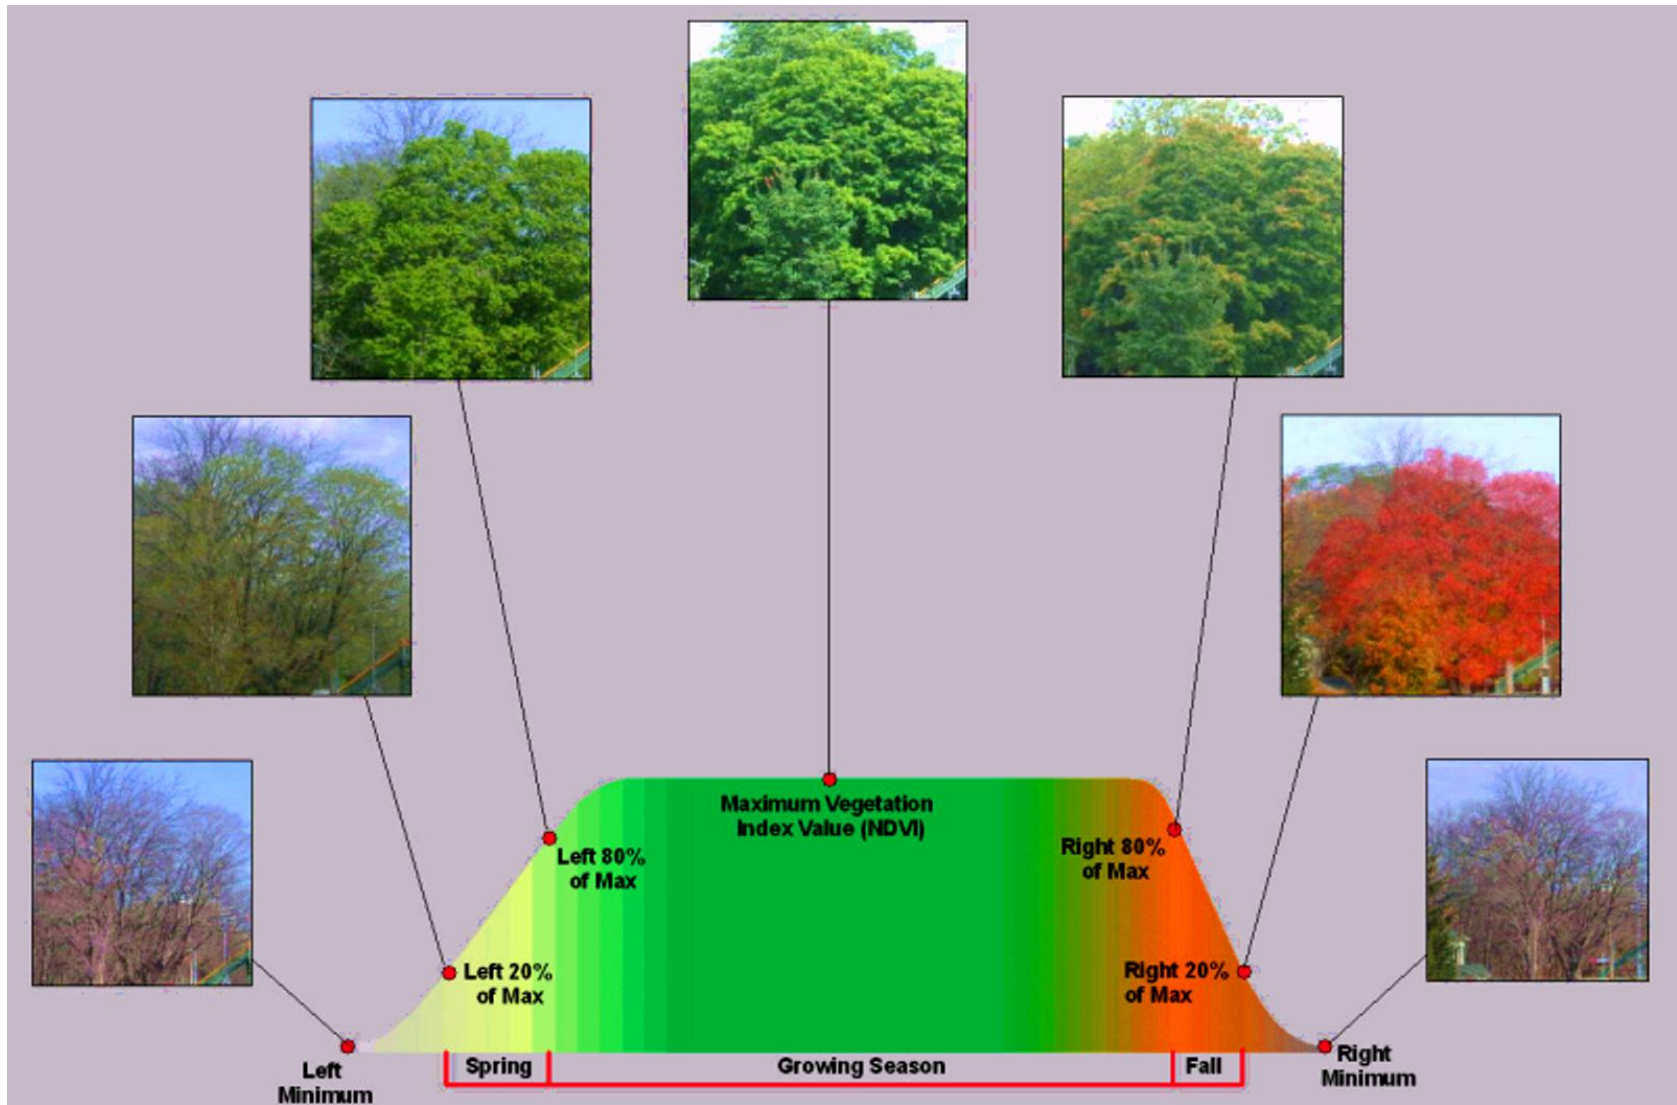 Maximum Vegetation
Index Value (NDVI)
Left 80%
of Max
Right 80%
of Max
Left 20%
of Max
Right 20%
of Max
Left
Minimum
Spring
Growing Season
Fall
Right
Minimum